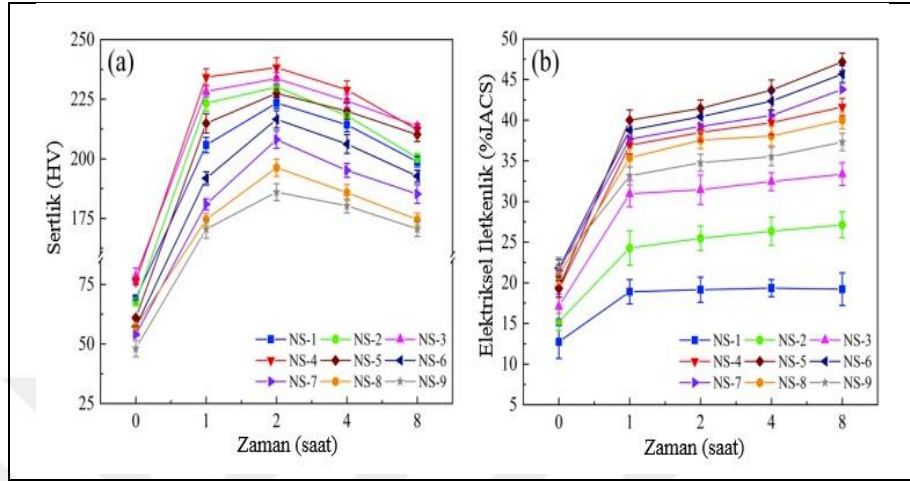 (a)
Sertlik (HV)
250
225
200
175
75
50
25
0 1 2 4 8
Zaman (saat)
NS-1 NS-2 NS-3
NS-4 NS-5 NS-6
NS-7 NS-8 NS-9
(b)
Elektriksel İletkenlik (%IACS)
50
45
40
35
30
25
20
15
10
5
0 1 2 4 8
Zaman (saat)
NS-1 NS-2 NS-3
NS-4 NS-5 NS-6
NS-7 NS-8 NS-9